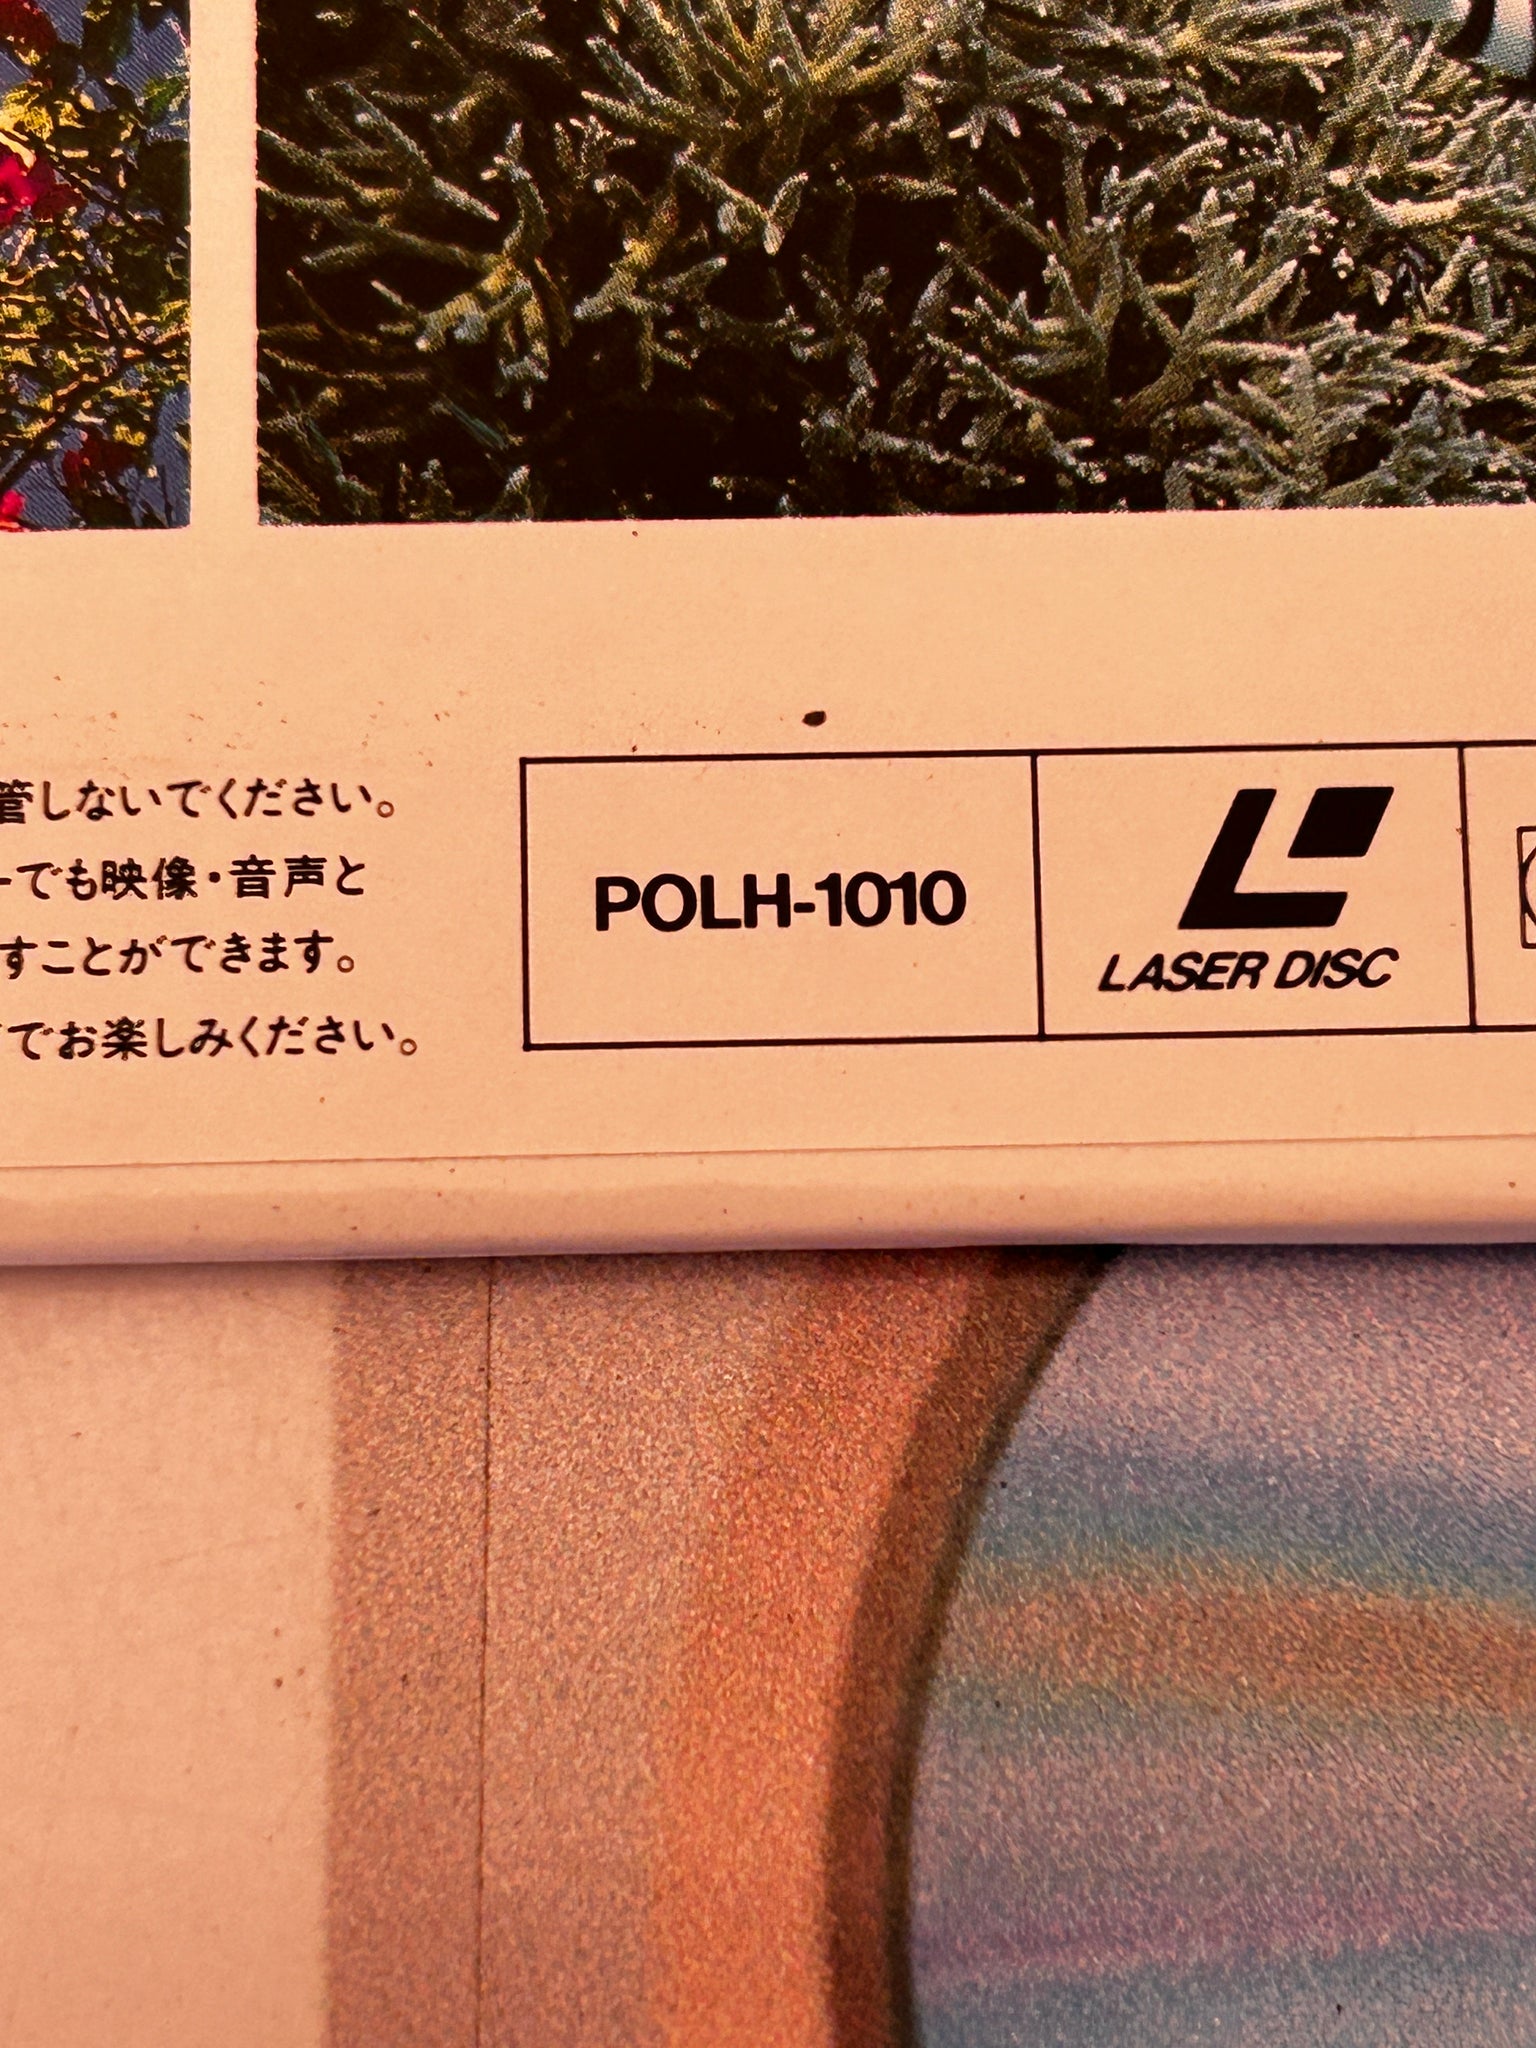 管しないでください。
ーでも映像・音声と
すことができます。
でお楽しみください。
POLH-1010
LASER DISC